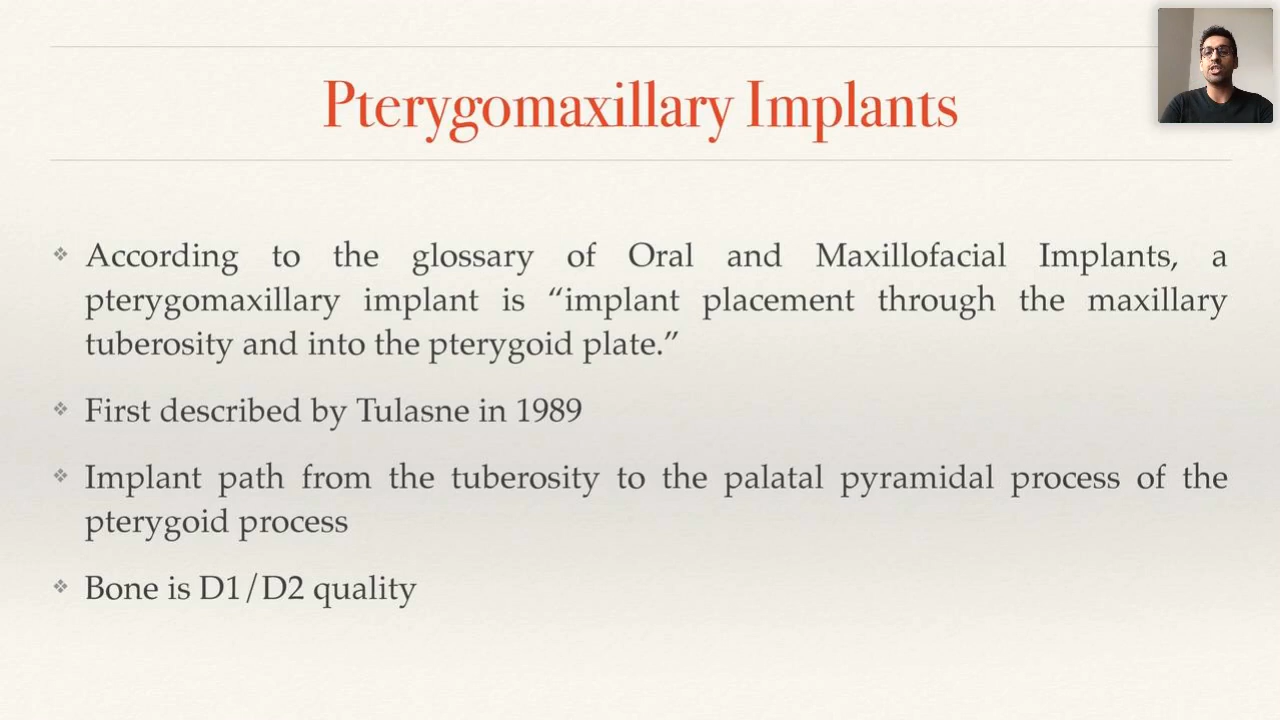 Pterygomaxillary Implants
According to the glossary of Oral and Maxillofacial Implants, a
pterygomaxillary implant is “implant placement through the maxillary
tuberosity and into the pterygoid plate.”
First described by Tulasne in 1989
Implant path from the tuberosity to the palatal pyramidal process of the
pterygoid process
Bone is D1/D2 quality